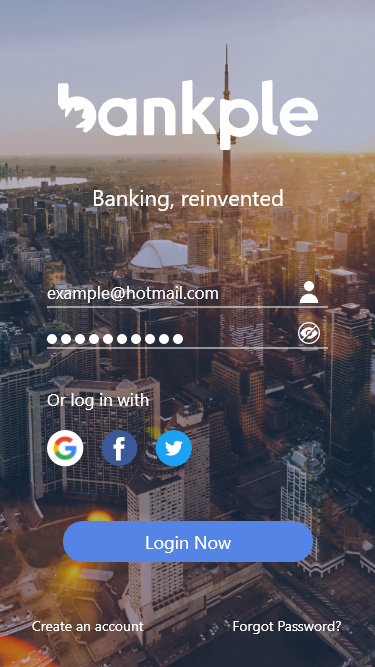 bankple
Banking, reinvented
example@hotmail.com
Or log in with
Login Now
Create an account Forgot Password?